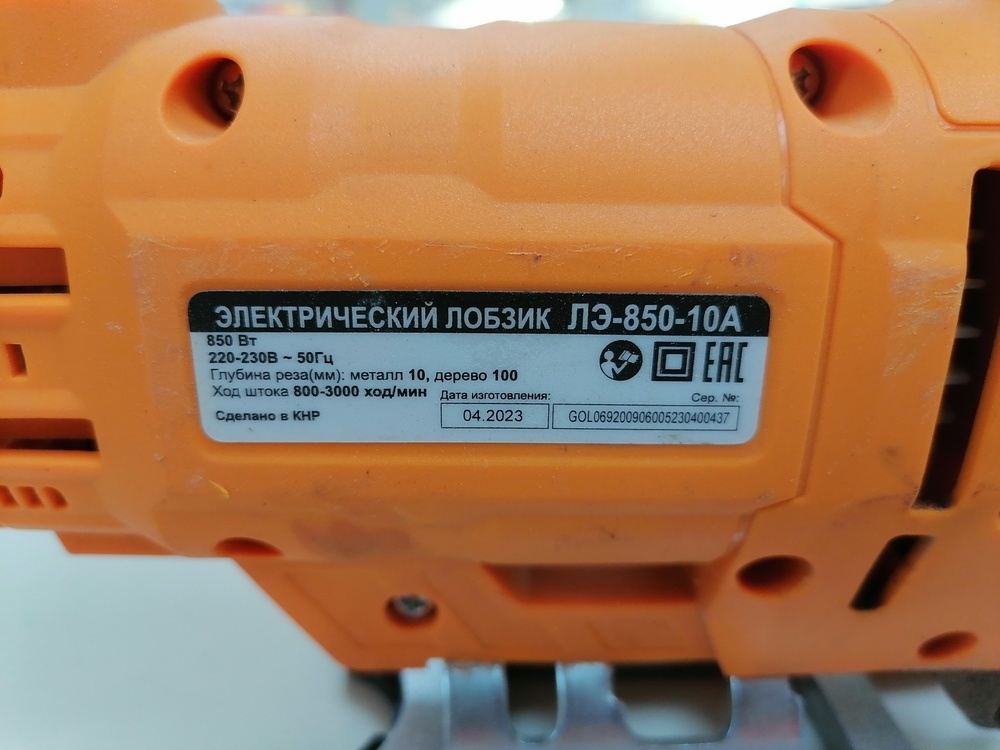 ЭЛЕКТРИЧЕСКИЙ ЛОБЗИК ЛЭ-850-10А
850 Вт
220-230В ~ 50Гц
Глубина реза(мм): металл 10, дерево 100
Ход штока 800-3000 ход/мин
Сделано в КНР
EAC
Дата изготовления:
04.2023
Сер. №:
GOL069200906005230400437